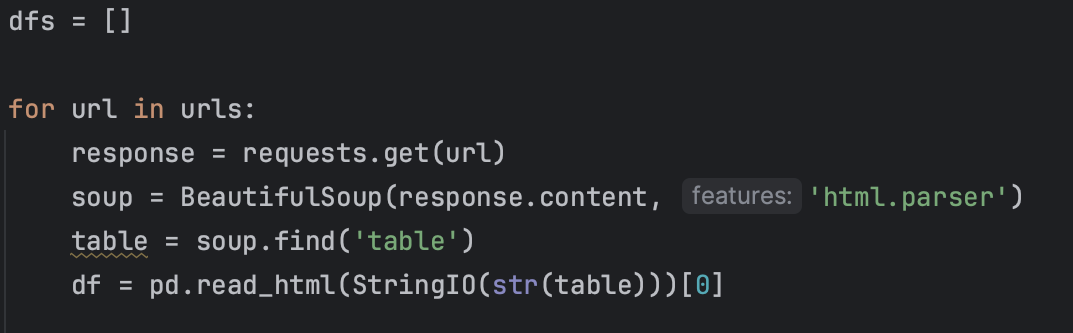 dfs = []
for url in urls:
    response = requests.get(url)
    soup = BeautifulSoup(response.content, features: 'html.parser')
    table = soup.find('table')
    df = pd.read_html(StringIO(str(table)))[0]